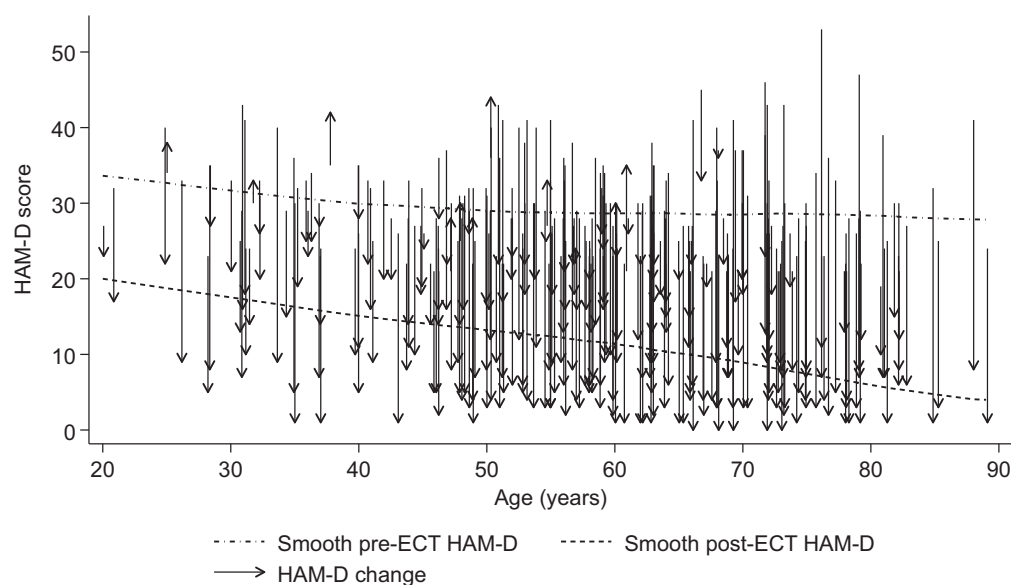 HAM-D score
50
40
30
20
10
0
20 30 40 50 60 70 80 90
Age (years)
Smooth pre-ECT HAM-D Smooth post-ECT HAM-D
HAM-D change